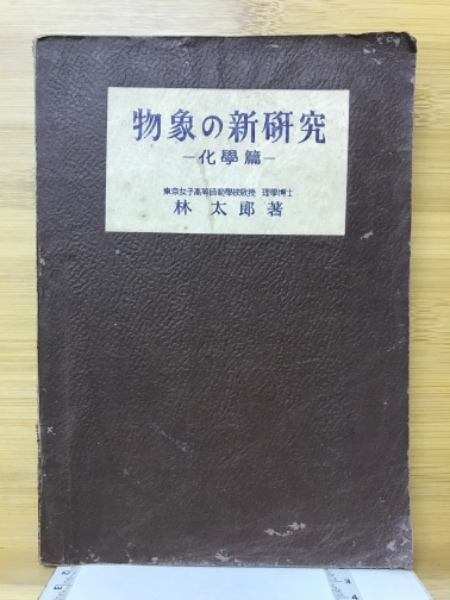 物象の新研究
—化學篇—
東京女子高等師範學校敎授 理學博士
林太郎著